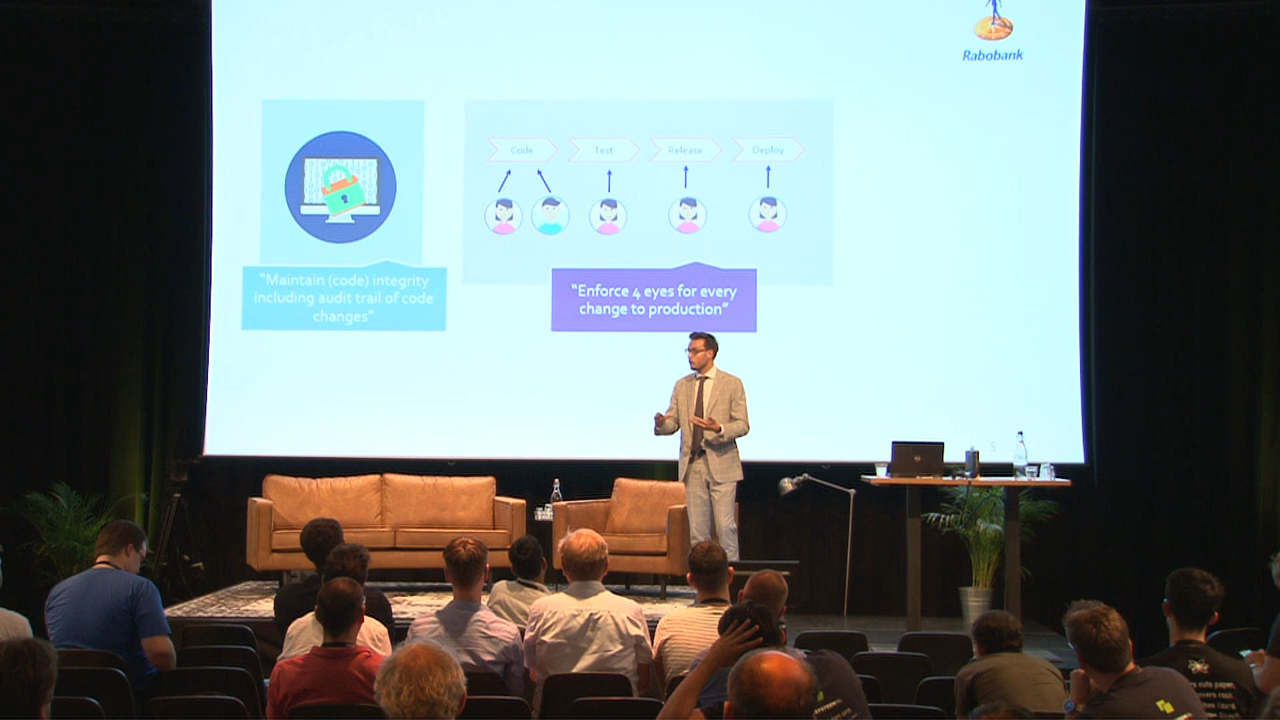 Rabobank
Code
Test
Release
Deploy
"Maintain (code) integrity
including audit trail of code
changes"
"Enforce 4 eyes for every
change to production"
5